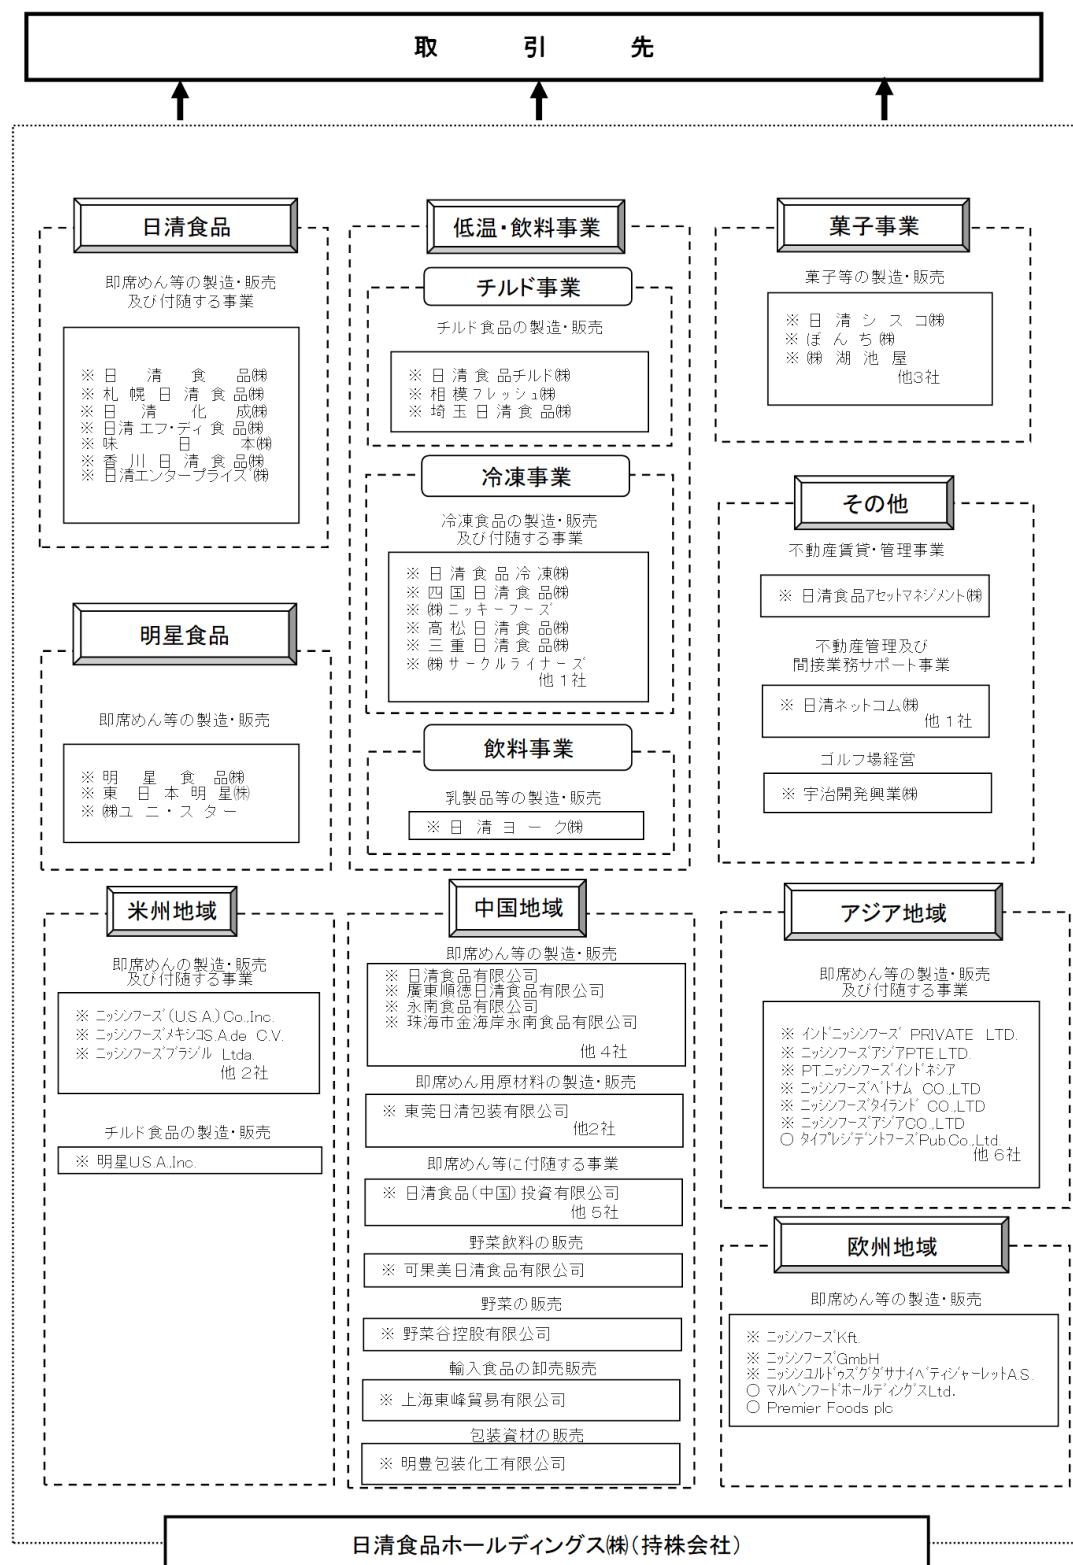 取引先
日清食品
即席めん等の製造・販売
及び付随する事業
※ 日清食品㈱
※ 札幌日清食品㈱
※ 日清化成㈱
※ 日清エフ・ディ食品㈱
※ 味日本㈱
※ 香川日清食品㈱
※ 日清エンタープライズ㈱
明星食品
即席めん等の製造・販売
※ 明星食品㈱
※ 東日本明星㈱
※ ㈱ユニ・スター
低温・飲料事業
チルド事業
チルド食品の製造・販売
※ 日清食品チルド㈱
※ 相模フレッシュ㈱
※ 埼玉日清食品㈱
冷凍事業
冷凍食品の製造・販売
及び付随する事業
※ 日清食品冷凍㈱
※ 四国日清食品㈱
※ ㈱ニッキーフーズ
※ 高松日清食品㈱
※ 三重日清食品㈱
※ ㈱サークルライナーズ
他１社
飲料事業
乳製品等の製造・販売
※ 日清ヨーク㈱
菓子事業
菓子等の製造・販売
※ 日清シスコ㈱
※ ぼんち㈱
※ ㈱湖池屋
他3社
その他
不動産賃貸・管理事業
※ 日清食品アセットマネジメント㈱
不動産管理及び
間接業務サポート事業
※ 日清ネットコム㈱
他１社
ゴルフ場経営
※ 宇治開発興業㈱
米州地域
即席めんの製造・販売
及び付随する事業
※ ニッシンフーズ(U.S.A.)Co.,Inc.
※ ニッシンフーズメキシコS.A.de C.V.
※ ニッシンフーズブラジル Ltda.
他２社
チルド食品の製造・販売
※ 明星U.S.A.,Inc.
中国地域
即席めん等の製造・販売
※ 日清食品有限公司
※ 廣東順徳日清食品有限公司
※ 永南食品有限公司
※ 珠海市金海岸永南食品有限公司
他４社
即席めん用原材料の製造・販売
※ 東莞日清包装有限公司
他2社
即席めん等に付随する事業
※ 日清食品(中国)投資有限公司
他５社
野菜飲料の販売
※ 可果美日清食品有限公司
野菜の販売
※ 野菜谷控股有限公司
輸入食品の卸売販売
※ 上海東峰貿易有限公司
包装資材の販売
※ 明豊包装化工有限公司
アジア地域
即席めん等の製造・販売
及び付随する事業
※ インドニッシンフーズ PRIVATE LTD.
※ ニッシンフーズアジアPTE.LTD.
※ PT.ニッシンフーズインドネシア
※ ニッシンフーズベトナム CO.,LTD
※ ニッシンフーズタイランド CO.,LTD
※ ニッシンフーズアジアCO.,LTD
○ タイプレジデントフーズPub.Co.,Ltd.
他６社
欧州地域
即席めん等の製造・販売
※ ニッシンフーズKft.
※ ニッシンフーズGmbH
※ ニッシンユルドゥズグダサナイベティジャーレットA.S.
○ マルベンフードホールディングスLtd.
○ Premier Foods plc
日清食品ホールディングス㈱(持株会社)